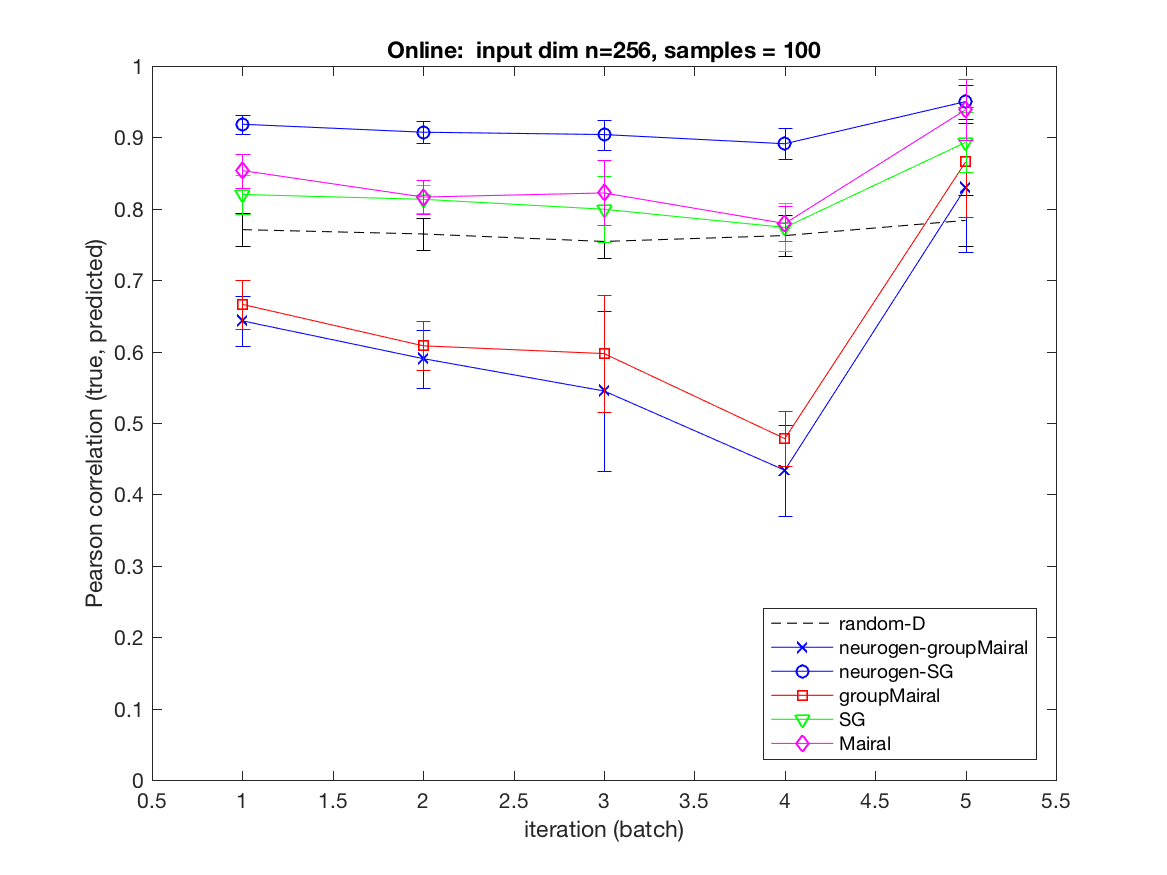 Online: input dim n=256, samples = 100
1
0.9
0.8
0.7
0.6
0.5
0.4
0.3
0.2
0.1
0
Pearson correlation (true, predicted)
random-D
neurogen-groupMairal
neurogen-SG
groupMairal
SG
Mairal
0.5 1 1.5 2 2.5 3 3.5 4 4.5 5 5.5
iteration (batch)